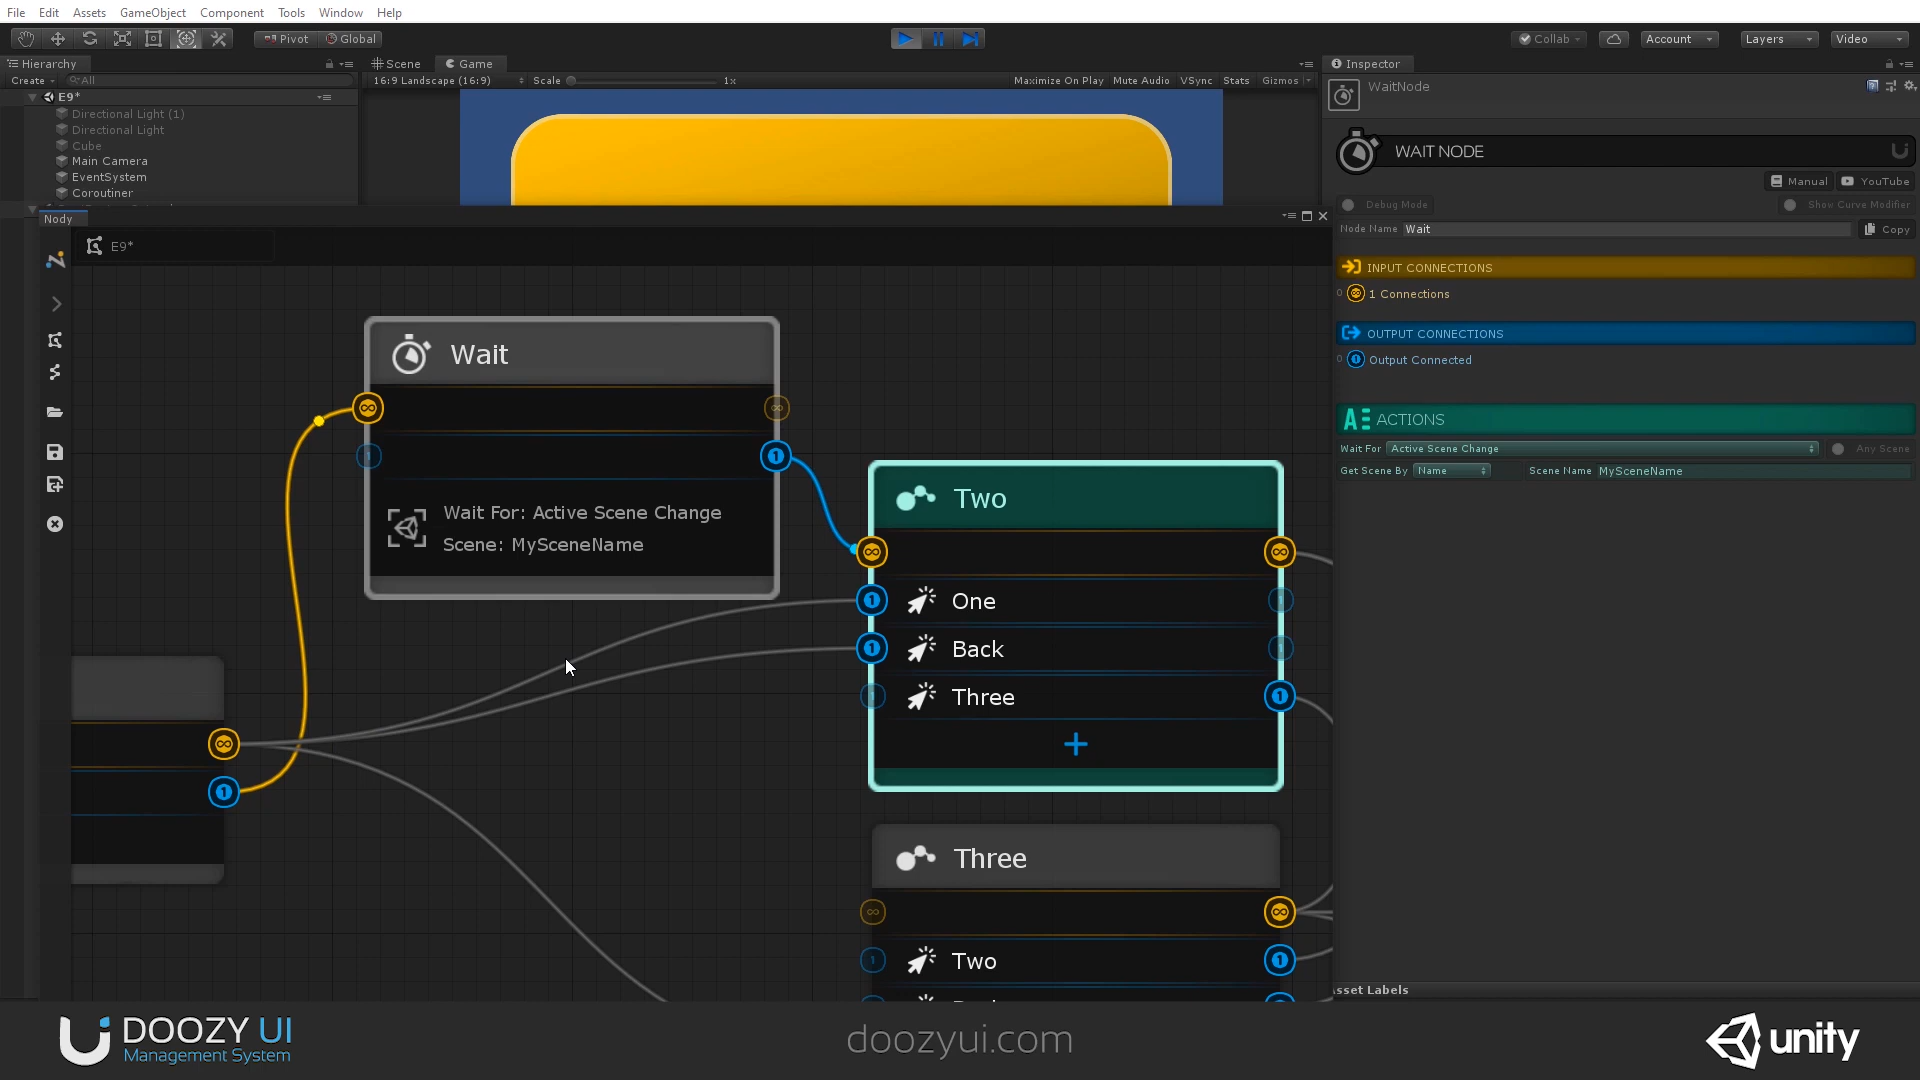 File Edit Assets GameObject Component Tools Window Help
Pivot Global
Collab Account Layers Video
Hierarchy
Scene Game
Inspector
Create All
16:9 Landscape (16:9) Scale 1x Maximize On Play Mute Audio VSync Stats Gizmos
WaitNode
E9*
Directional Light (1)
Directional Light
Cube
Main Camera
EventSystem
Coroutiner
WAIT NODE
Manual YouTube
Debug Mode Show Curve Modifier
Node Name Wait Copy
INPUT CONNECTIONS
0 1 Connections
OUTPUT CONNECTIONS
0 Output Connected
ACTIONS
Wait For Active Scene Change Any Scene
Get Scene By Name Scene Name MySceneName
Nody
E9*
Wait
Wait For: Active Scene Change
Scene: MySceneName
Two
One
Back
Three
Three
Two
Asset Labels
DOOZY UI
Management System
doozyui.com
unity